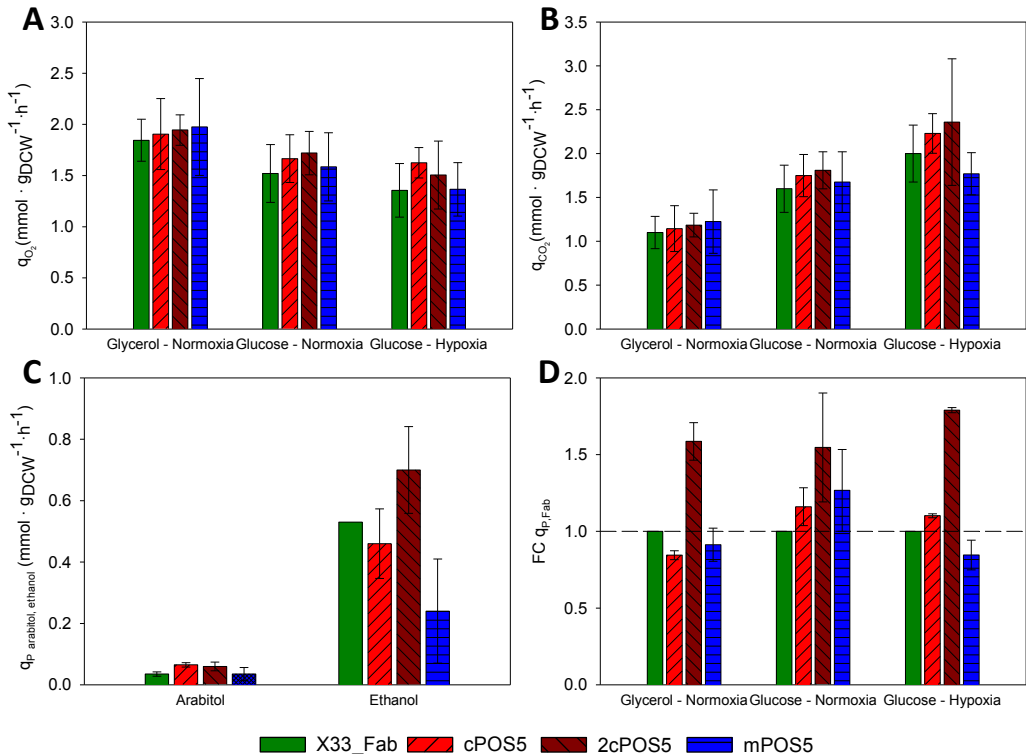 A
3.0
2.5
2.0
1.5
1.0
0.5
0.0
qO₂(mmol · gDCW⁻¹·h⁻¹)
Glycerol - Normoxia Glucose - Normoxia Glucose - Hypoxia
B
3.5
3.0
2.5
2.0
1.5
1.0
0.5
0.0
qCO₂(mmol · gDCW⁻¹·h⁻¹)
Glycerol - Normoxia Glucose - Normoxia Glucose - Hypoxia
C
1.0
0.8
0.6
0.4
0.2
0.0
qP arabitol, ethanol (mmol · gDCW⁻¹·h⁻¹)
Arabitol Ethanol
D
2.0
1.5
1.0
0.5
0.0
FC qP,Fab
Glycerol - Normoxia Glucose - Normoxia Glucose - Hypoxia
X33_Fab cPOS5 2cPOS5 mPOS5